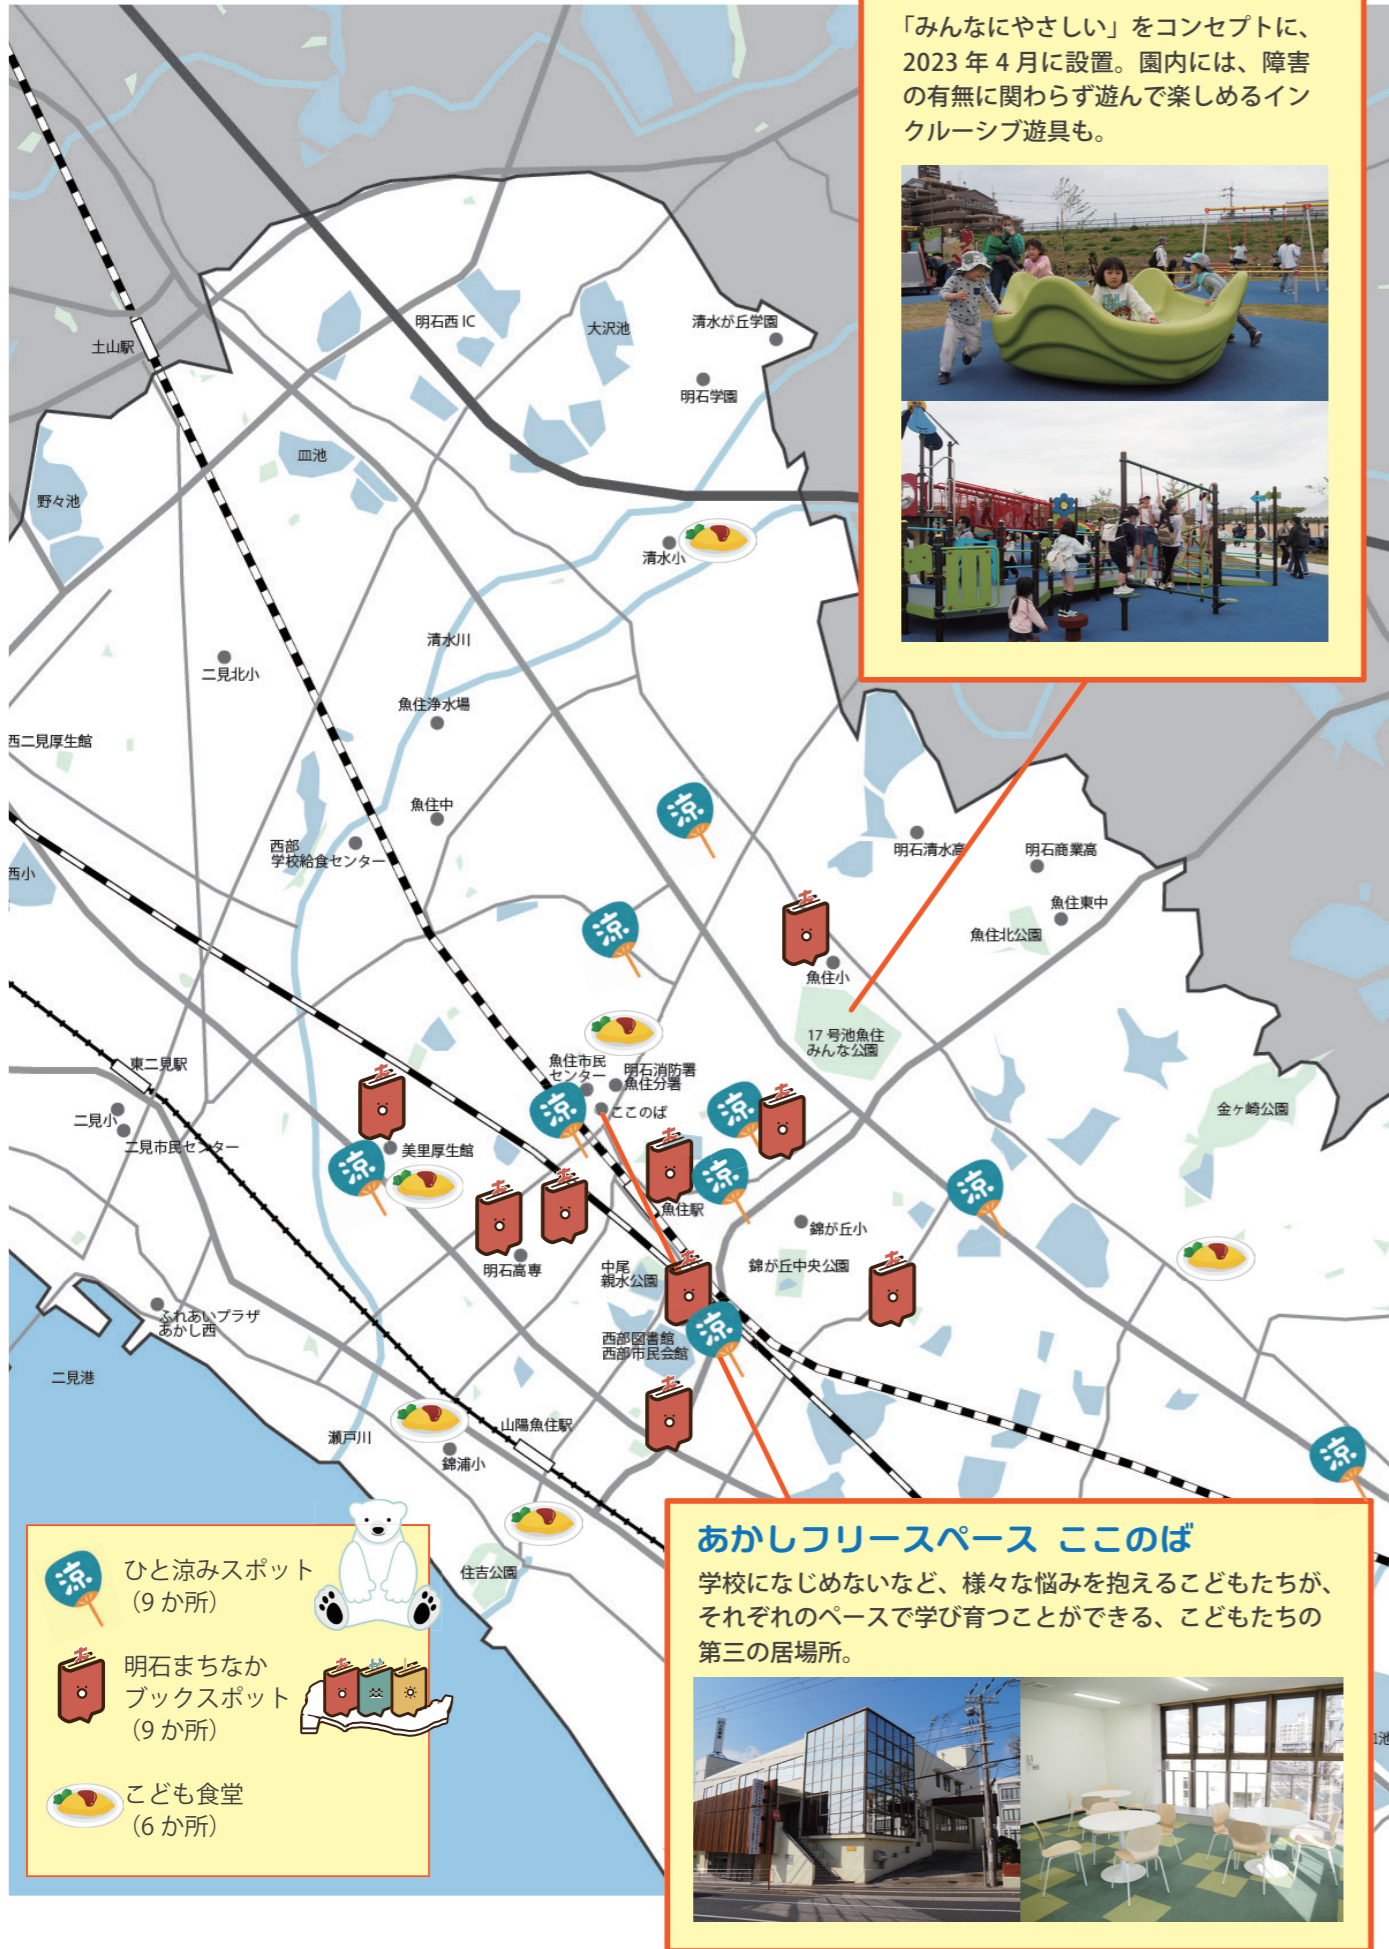 「みんなにやさしい」をコンセプトに、
2023 年 4 月に設置。園内には、障害
の有無に関わらず遊んで楽しめるイン
クルーシブ遊具も。
土山駅
明石西 IC
大沢池
清水が丘学園
明石学園
皿池
野々池
清水小
清水川
二見北小
魚住浄水場
西二見厚生館
魚住中
西部
学校給食センター
西小
明石清水高
明石商業高
魚住東中
魚住北公園
魚住小
17 号池魚住
みんな公園
東二見駅
魚住市民
センター
明石消防署
魚住分署
ここのば
金ヶ崎公園
二見小
二見市民センター
美里厚生館
魚住駅
錦が丘小
明石高専
中尾
親水公園
錦が丘中央公園
ふれあいプラザ
あかし西
西部図書館
西部市民会館
二見港
瀬戸川
山陽魚住駅
錦浦小
住吉公園
涼
涼
涼
涼
涼
涼
涼
涼
涼
涼
ひと涼みスポット
（9 か所）
明石まちなか
ブックスポット
（9 か所）
こども食堂
（6 か所）
あかしフリースペース ここのば
学校になじめないなど、様々な悩みを抱えるこどもたちが、
それぞれのペースで学び育つことができる、こどもたちの
第三の居場所。